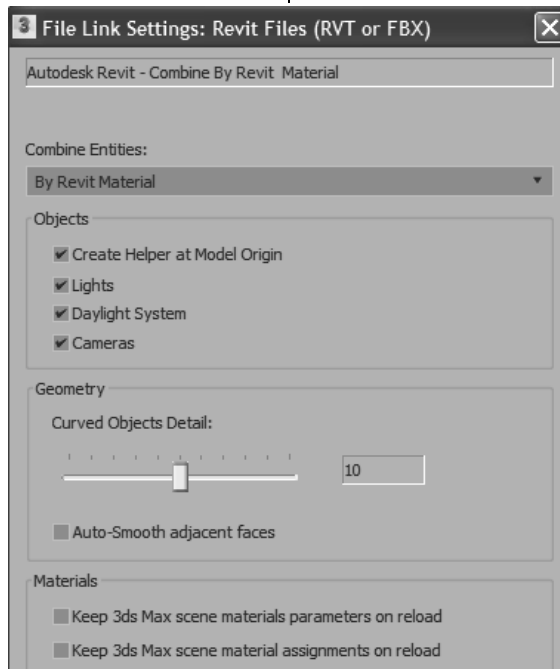 3 File Link Settings: Revit Files (RVT or FBX)
Autodesk Revit - Combine By Revit Material
Combine Entities:
By Revit Material
Objects
Create Helper at Model Origin
Lights
Daylight System
Cameras
Geometry
Curved Objects Detail:
10
Auto-Smooth adjacent faces
Materials
Keep 3ds Max scene materials parameters on reload
Keep 3ds Max scene material assignments on reload